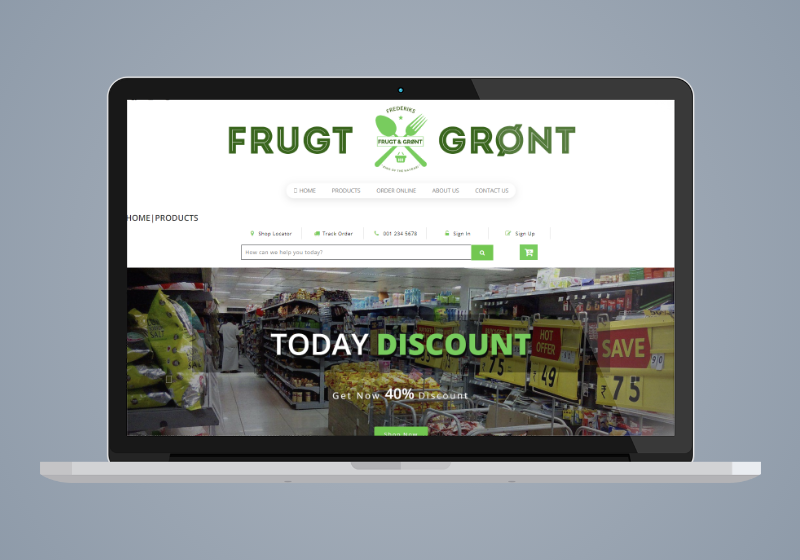 FRUGT
FREDERIKS
FRUGT & GRØNT
GRØNT
HOME
PRODUCTS
ORDER ONLINE
ABOUT US
CONTACT US
HOME|PRODUCTS
Shop Locator
Track Order
001 234 5678
Sign In
Sign Up
How can we help you today?
TODAY DISCOUNT
Get Now 40% Discount
Shop Now
HOT
OFFER
₹49
75
SAVE
₹75
90